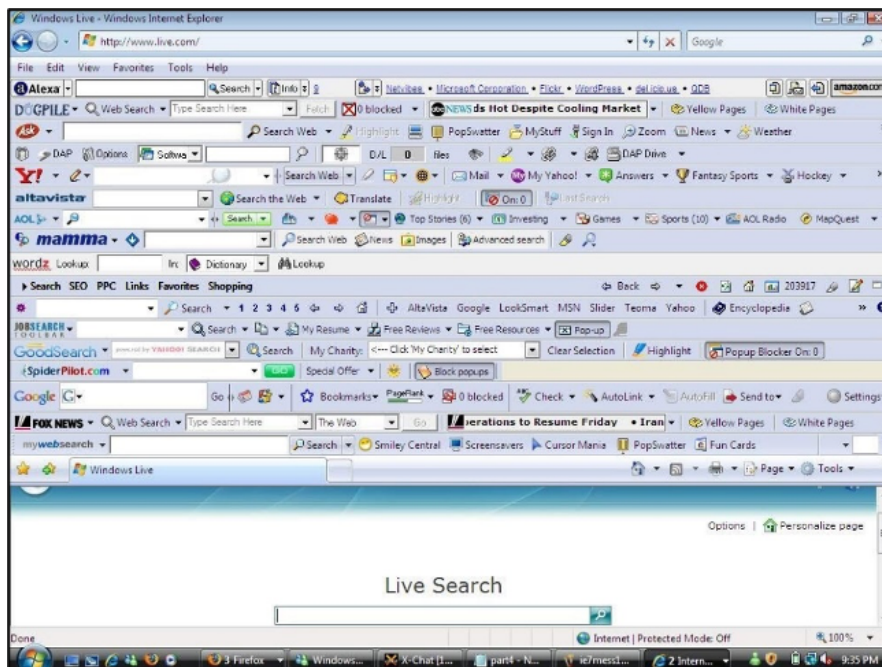 Windows Live - Windows Internet Explorer
http://www.live.com/ Google
File Edit View Favorites Tools Help
Alexa Search Info 9 Netvibes • Microsoft Corporation • Flickr • WordPress • del.icio.us • QDB amazon.com
DOGPILE Web Search Type Search Here Fetch 0 blocked abc NEWS ds Hot Despite Cooling Market Yellow Pages White Pages
Ask Search Web Highlight PopSwatter MyStuff Sign In Zoom News Weather
DAP Options Softwa D/L 0 files DAP Drive
Y! Search Web Mail My Yahoo! Answers Fantasy Sports Hockey
altavista Search the Web Translate Highlight On: 0 Last Search
AOL Search Top Stories (6) Investing Games Sports (10) AOL Radio MapQuest
mamma Search Web News Images Advanced search
wordz Lookup: In: Dictionary Lookup
Search SEO PPC Links Favorites Shopping Back 203917
Search 1 2 3 4 5 AltaVista Google LookSmart MSN Slider Teoma Yahoo Encyclopedia
JOBSEARCH TOOLBAR Search My Resume Free Reviews Free Resources Pop-up
GoodSearch powered by YAHOO! SEARCH Search My Charity: <--- Click 'My Charity' to select Clear Selection Highlight Popup Blocker On: 0
SpiderPilot.com GO Special Offer Block popups
Google G Go Bookmarks PageRank 0 blocked Check AutoLink AutoFill Send to Settings
FOX NEWS Web Search Type Search Here The Web Go erations to Resume Friday • Iran Yellow Pages White Pages
mywebsearch Search Smiley Central Screensavers Cursor Mania PopSwatter Fun Cards
Windows Live Page Tools
Options | Personalize page
Live Search
Done Internet | Protected Mode: Off 100%
3 Firefox Windows... X-Chat [1... part4 - N... ie7mess1... 2 Intern... 9:35 PM